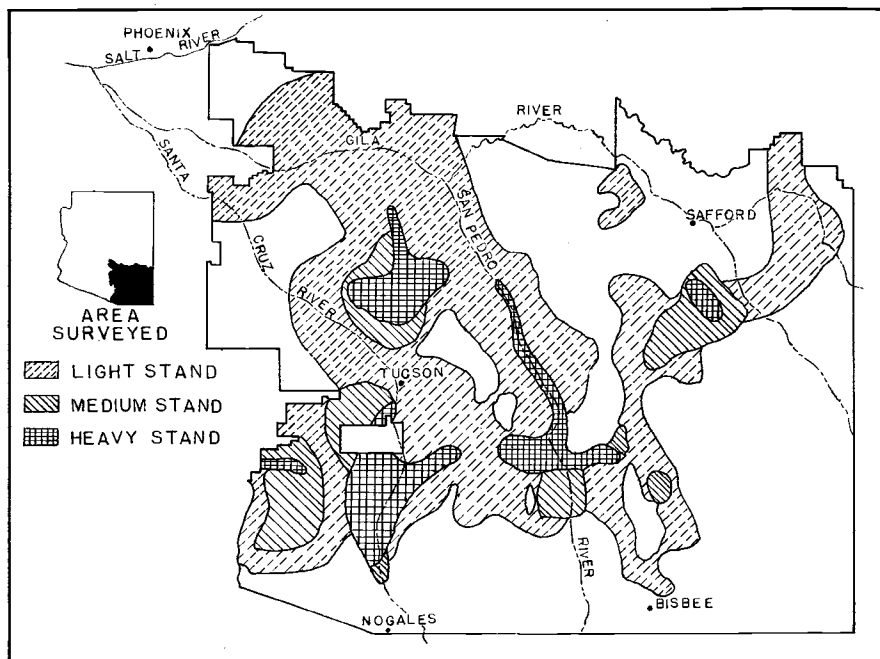 PHOENIX
SALT RIVER
RIVER
GILA
SANTA
CRUZ
RIVER
SAN PEDRO
SAFFORD
AREA
SURVEYED
LIGHT STAND
MEDIUM STAND
HEAVY STAND
TUCSON
RIVER
BISBEE
NOGALES